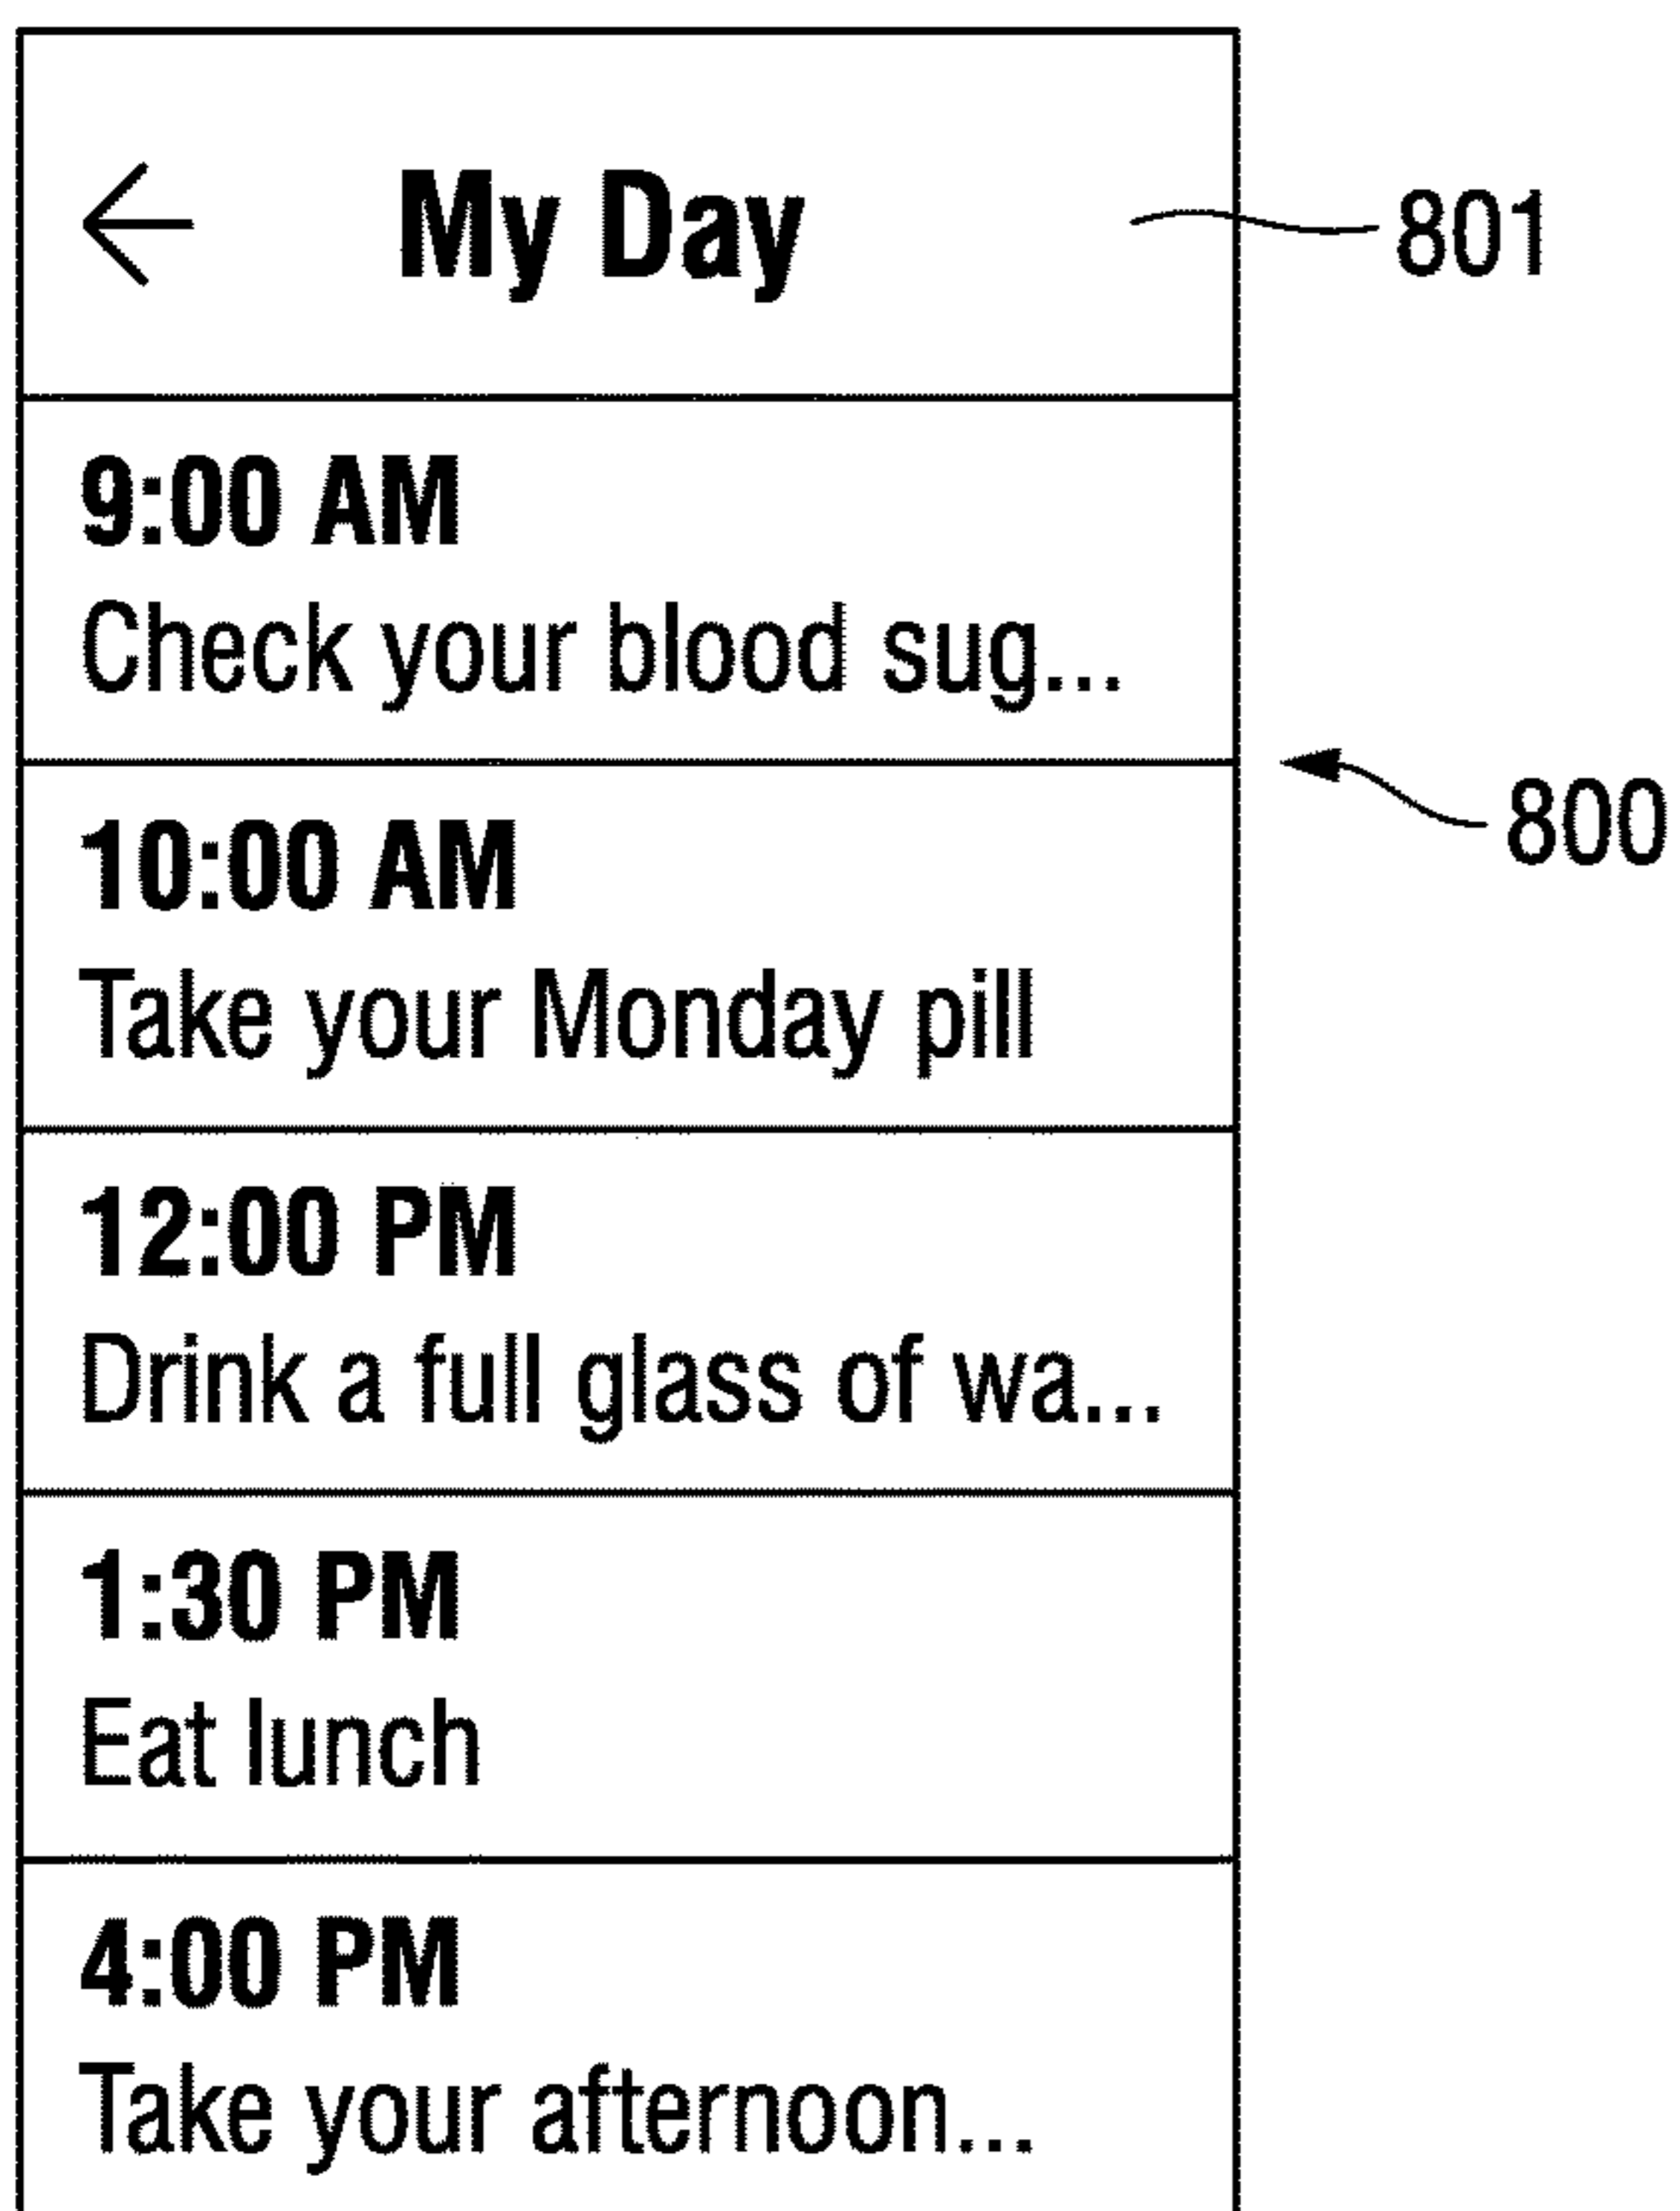 My Day
801
9:00 AM
Check your blood sug...
800
10:00 AM
Take your Monday pill
12:00 PM
Drink a full glass of wa...
1:30 PM
Eat lunch
4:00 PM
Take your afternoon...